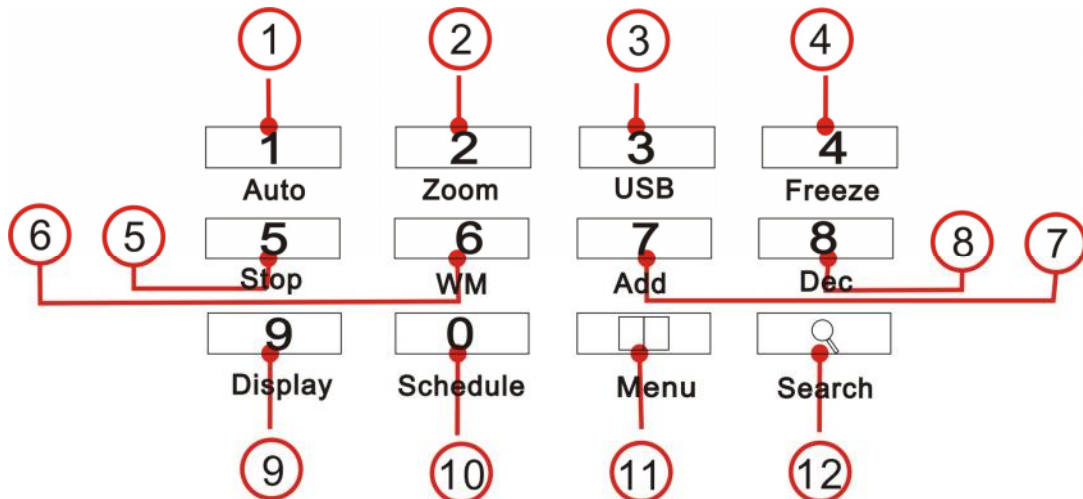 1 2 3 4
1 2 3 4
Auto Zoom USB Freeze
6 5 5 6 7 8 8 7
Stop WM Add Dec
9 0
Display Schedule Menu Search
9 10 11 12